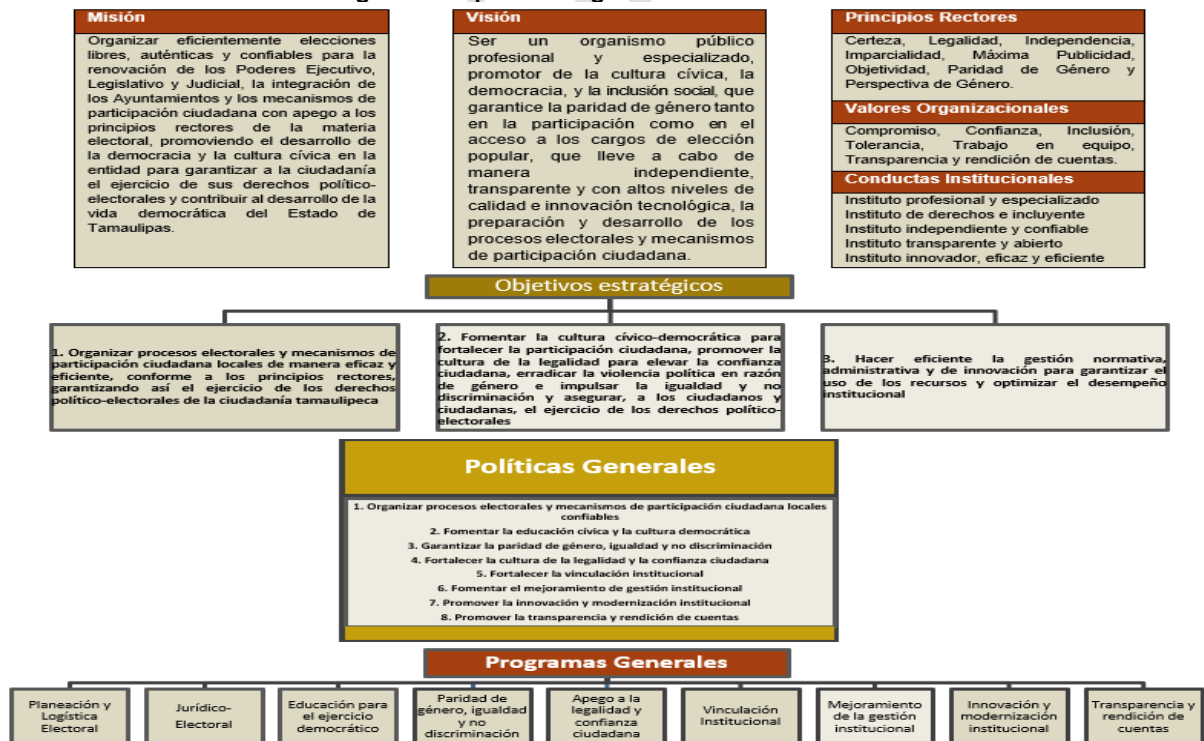 Misión
Organizar eficientemente elecciones
libres, auténticas y confiables para la
renovación de los Poderes Ejecutivo,
Legislativo y Judicial, la integración de
los Ayuntamientos y los mecanismos de
participación ciudadana con apego a los
principios rectores de la materia
electoral, promoviendo el desarrollo de
la democracia y la cultura cívica en la
entidad para garantizar a la ciudadanía
el ejercicio de sus derechos político-
electorales y contribuir al desarrollo de la
vida democrática del Estado de
Tamaulipas.
Visión
Ser un organismo público
profesional y especializado,
promotor de la cultura cívica, la
democracia, y la inclusión social, que
garantice la paridad de género tanto
en la participación como en el
acceso a los cargos de elección
popular, que lleve a cabo de
manera independiente,
transparente y con altos niveles de
calidad e innovación tecnológica, la
preparación y desarrollo de los
procesos electorales y mecanismos
de participación ciudadana.
Principios Rectores
Certeza, Legalidad, Independencia,
Imparcialidad, Máxima Publicidad,
Objetividad, Paridad de Género y
Perspectiva de Género.
Valores Organizacionales
Compromiso, Confianza, Inclusión,
Tolerancia, Trabajo en equipo,
Transparencia y rendición de cuentas.
Conductas Institucionales
Instituto profesional y especializado
Instituto de derechos e incluyente
Instituto independiente y confiable
Instituto transparente y abierto
Instituto innovador, eficaz y eficiente
Objetivos estratégicos
1. Organizar procesos electorales y mecanismos de
participación ciudadana locales de manera eficaz y
eficiente, conforme a los principios rectores,
garantizando así el ejercicio de los derechos
político-electorales de la ciudadanía tamaulipeca
2. Fomentar la cultura cívico-democrática para
fortalecer la participación ciudadana, promover la
cultura de la legalidad para elevar la confianza
ciudadana, erradicar la violencia política en razón
de género e impulsar la igualdad y no
discriminación y asegurar, a los ciudadanos y
ciudadanas, el ejercicio de los derechos político-
electorales
3. Hacer eficiente la gestión normativa,
administrativa y de innovación para garantizar el
uso de los recursos y optimizar el desempeño
institucional
Políticas Generales
1. Organizar procesos electorales y mecanismos de participación ciudadana locales
confiables
2. Fomentar la educación cívica y la cultura democrática
3. Garantizar la paridad de género, igualdad y no discriminación
4. Fortalecer la cultura de la legalidad y la confianza ciudadana
5. Fortalecer la vinculación institucional
6. Fomentar el mejoramiento de gestión institucional
7. Promover la innovación y modernización institucional
8. Promover la transparencia y rendición de cuentas
Programas Generales
Planeación y
Logística
Electoral
Jurídico-
Electoral
Educación para
el ejercicio
democrático
Paridad de
género, igualdad
y no
discriminación
Apego a la
legalidad y
confianza
ciudadana
Vinculación
Institucional
Mejoramiento
de la gestión
institucional
Innovación y
modernización
institucional
Transparencia y
rendición de
cuentas